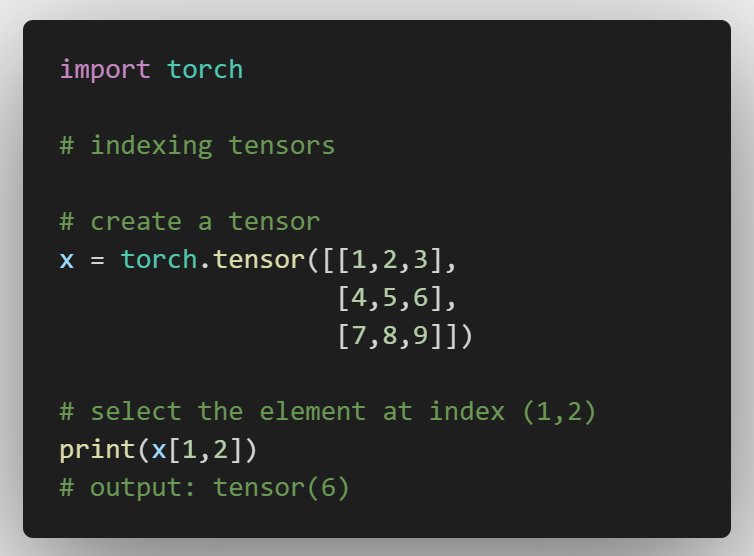 import torch
# indexing tensors
# create a tensor
x = torch.tensor([[1,2,3],
                  [4,5,6],
                  [7,8,9]])
# select the element at index (1,2)
print(x[1,2])
# output: tensor(6)